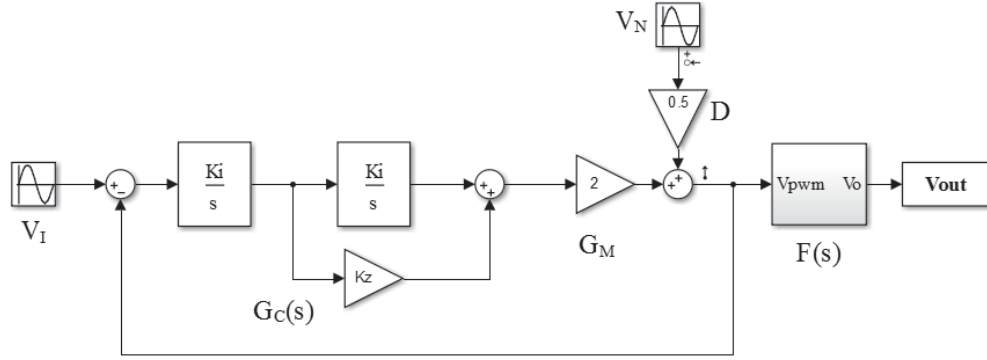 V_N
0.5
D
Ki
s
Ki
s
2
Vpwm Vo
Vout
V_I
G_M
F(s)
Kz
G_C(s)